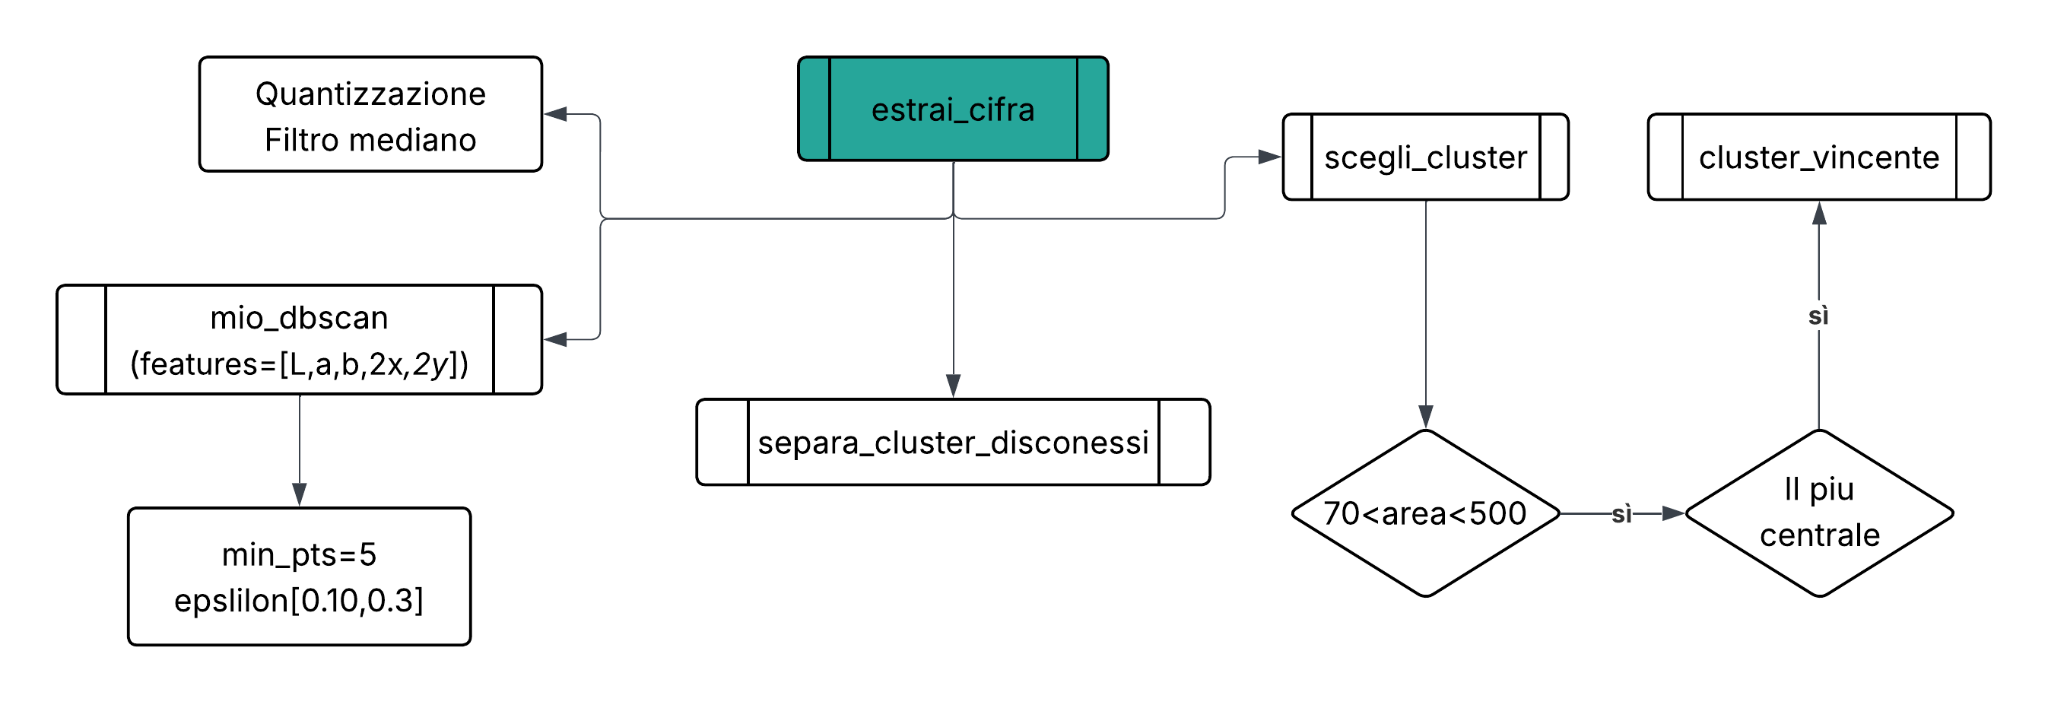 Quantizzazione
Filtro mediano
estrai_cifra
scegli_cluster
cluster_vincente
mio_dbscan
(features=[L,a,b,2x,2y])
sì
separa_cluster_disconessi
70<area<500
sì
Il piu
centrale
min_pts=5
epslilon[0.10,0.3]